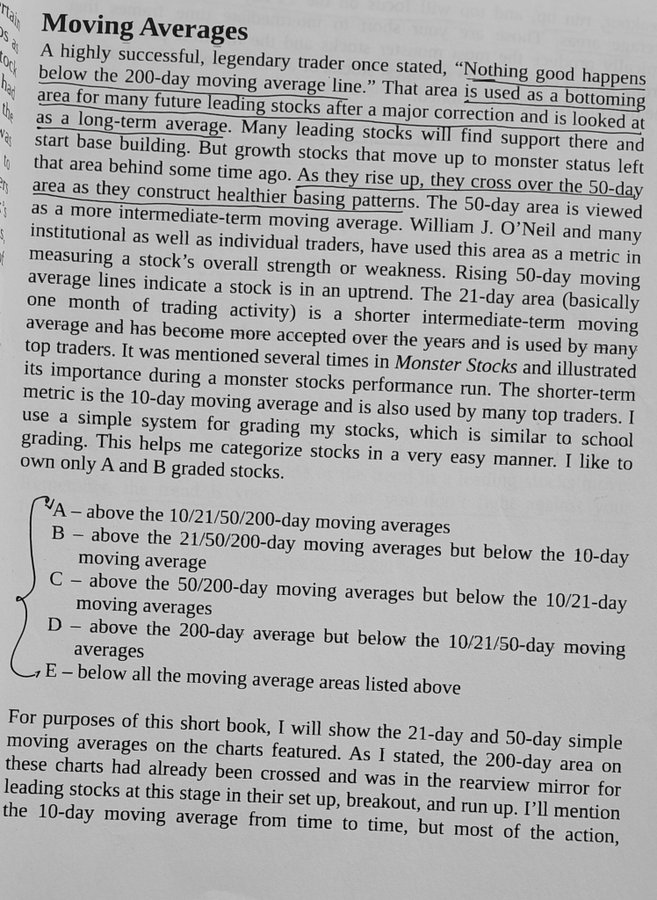 Moving Averages
A highly successful, legendary trader once stated, “Nothing good happens
below the 200-day moving average line.” That area is used as a bottoming
area for many future leading stocks after a major correction and is looked at
as a long-term average. Many leading stocks will find support there and
start base building. But growth stocks that move up to monster status left
that area behind some time ago. As they rise up, they cross over the 50-day
area as they construct healthier basing patterns. The 50-day area is viewed
as a more intermediate-term moving average. William J. O’Neil and many
institutional as well as individual traders, have used this area as a metric in
measuring a stock’s overall strength or weakness. Rising 50-day moving
average lines indicate a stock is in an uptrend. The 21-day area (basically
one month of trading activity) is a shorter intermediate-term moving
average and has become more accepted over the years and is used by many
top traders. It was mentioned several times in Monster Stocks and illustrated
its importance during a monster stocks performance run. The shorter-term
metric is the 10-day moving average and is also used by many top traders. I
use a simple system for grading my stocks, which is similar to school
grading. This helps me categorize stocks in a very easy manner. I like to
own only A and B graded stocks.
A – above the 10/21/50/200-day moving averages
B – above the 21/50/200-day moving averages but below the 10-day
moving average
C – above the 50/200-day moving averages but below the 10/21-day
moving averages
D – above the 200-day average but below the 10/21/50-day moving
averages
E – below all the moving average areas listed above
For purposes of this short book, I will show the 21-day and 50-day simple
moving averages on the charts featured. As I stated, the 200-day area on
these charts had already been crossed and was in the rearview mirror for
leading stocks at this stage in their set up, breakout, and run up. I’ll mention
the 10-day moving average from time to time, but most of the action,